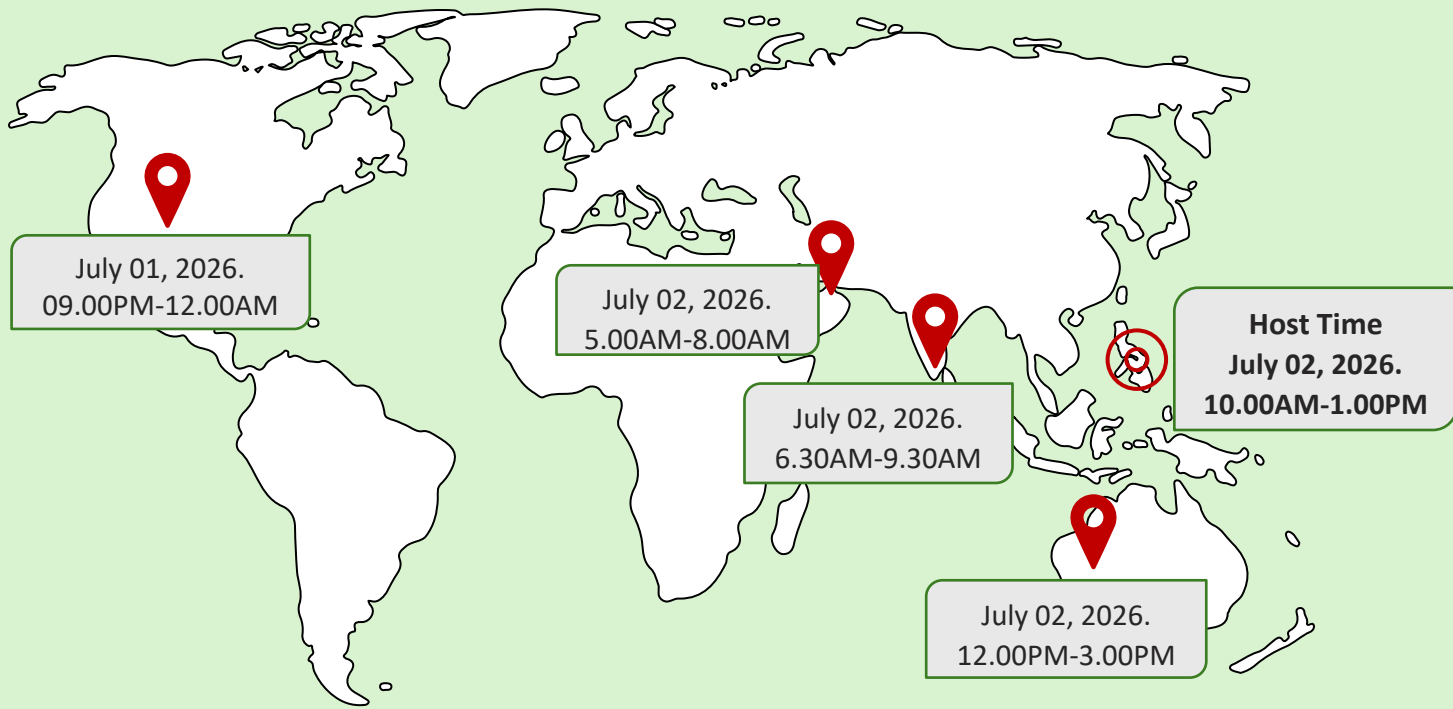 July 01, 2026.
09.00PM-12.00AM
July 02, 2026.
5.00AM-8.00AM
July 02, 2026.
6.30AM-9.30AM
Host Time
July 02, 2026.
10.00AM-1.00PM
July 02, 2026.
12.00PM-3.00PM